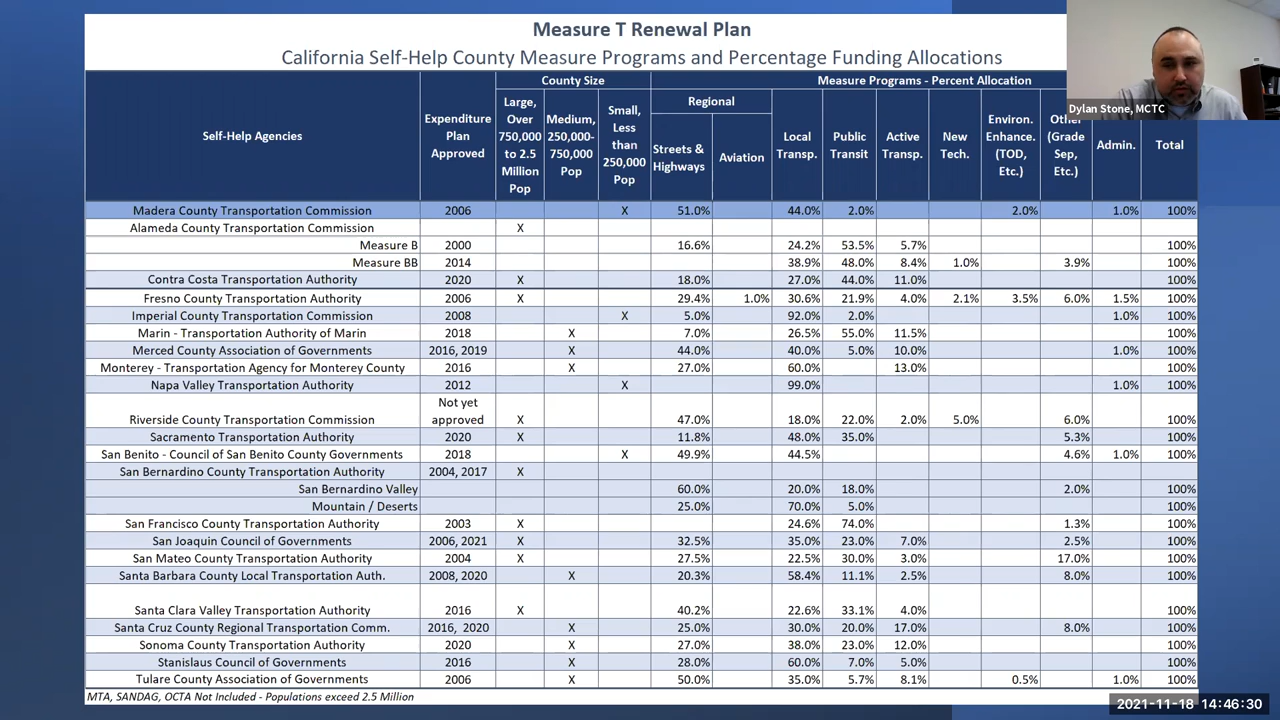 Measure T Renewal Plan
California Self-Help County Measure Programs and Percentage Funding Allocations
Self-Help Agencies
Expenditure Plan Approved
County Size
Large, Over 750,000 to 2.5 Million Pop
Medium, 250,000-750,000 Pop
Small, Less than 250,000 Pop
Measure Programs - Percent Allocation
Regional
Streets & Highways
Aviation
Local Transp.
Public Transit
Active Transp.
New Tech.
Environ. Enhance. (TOD, Etc.)
(Grade Sep, Etc.)
Admin.
Total
Dylan Stone, MCTC
Madera County Transportation Commission 2006 X 51.0% 44.0% 2.0% 2.0% 1.0% 100%
Alameda County Transportation Commission X
Measure B 2000 16.6% 24.2% 53.5% 5.7% 100%
Measure BB 2014 38.9% 48.0% 8.4% 1.0% 3.9% 100%
Contra Costa Transportation Authority 2020 X 18.0% 27.0% 44.0% 11.0% 100%
Fresno County Transportation Authority 2006 X 29.4% 1.0% 30.6% 21.9% 4.0% 2.1% 3.5% 6.0% 1.5% 100%
Imperial County Transportation Commission 2008 X 5.0% 92.0% 2.0% 1.0% 100%
Marin - Transportation Authority of Marin 2018 X 7.0% 26.5% 55.0% 11.5% 100%
Merced County Association of Governments 2016, 2019 X 44.0% 40.0% 5.0% 10.0% 1.0% 100%
Monterey - Transportation Agency for Monterey County 2016 X 27.0% 60.0% 13.0% 100%
Napa Valley Transportation Authority 2012 X 99.0% 1.0% 100%
Riverside County Transportation Commission Not yet approved X 47.0% 18.0% 22.0% 2.0% 5.0% 6.0% 100%
Sacramento Transportation Authority 2020 X 11.8% 48.0% 35.0% 5.3% 100%
San Benito - Council of San Benito County Governments 2018 X 49.9% 44.5% 4.6% 1.0% 100%
San Bernardino County Transportation Authority 2004, 2017 X
San Bernardino Valley 60.0% 20.0% 18.0% 2.0% 100%
Mountain / Deserts 25.0% 70.0% 5.0% 100%
San Francisco County Transportation Authority 2003 X 24.6% 74.0% 1.3% 100%
San Joaquin Council of Governments 2006, 2021 X 32.5% 35.0% 23.0% 7.0% 2.5% 100%
San Mateo County Transportation Authority 2004 X 27.5% 22.5% 30.0% 3.0% 17.0% 100%
Santa Barbara County Local Transportation Auth. 2008, 2020 X 20.3% 58.4% 11.1% 2.5% 8.0% 100%
Santa Clara Valley Transportation Authority 2016 X 40.2% 22.6% 33.1% 4.0% 100%
Santa Cruz County Regional Transportation Comm. 2016, 2020 X 25.0% 30.0% 20.0% 17.0% 8.0% 100%
Sonoma County Transportation Authority 2020 X 27.0% 38.0% 23.0% 12.0% 100%
Stanislaus Council of Governments 2016 X 28.0% 60.0% 7.0% 5.0% 100%
Tulare County Association of Governments 2006 X 50.0% 35.0% 5.7% 8.1% 0.5% 1.0% 100%
MTA, SANDAG, OCTA Not Included - Populations exceed 2.5 Million
2021-11-18 14:46:30